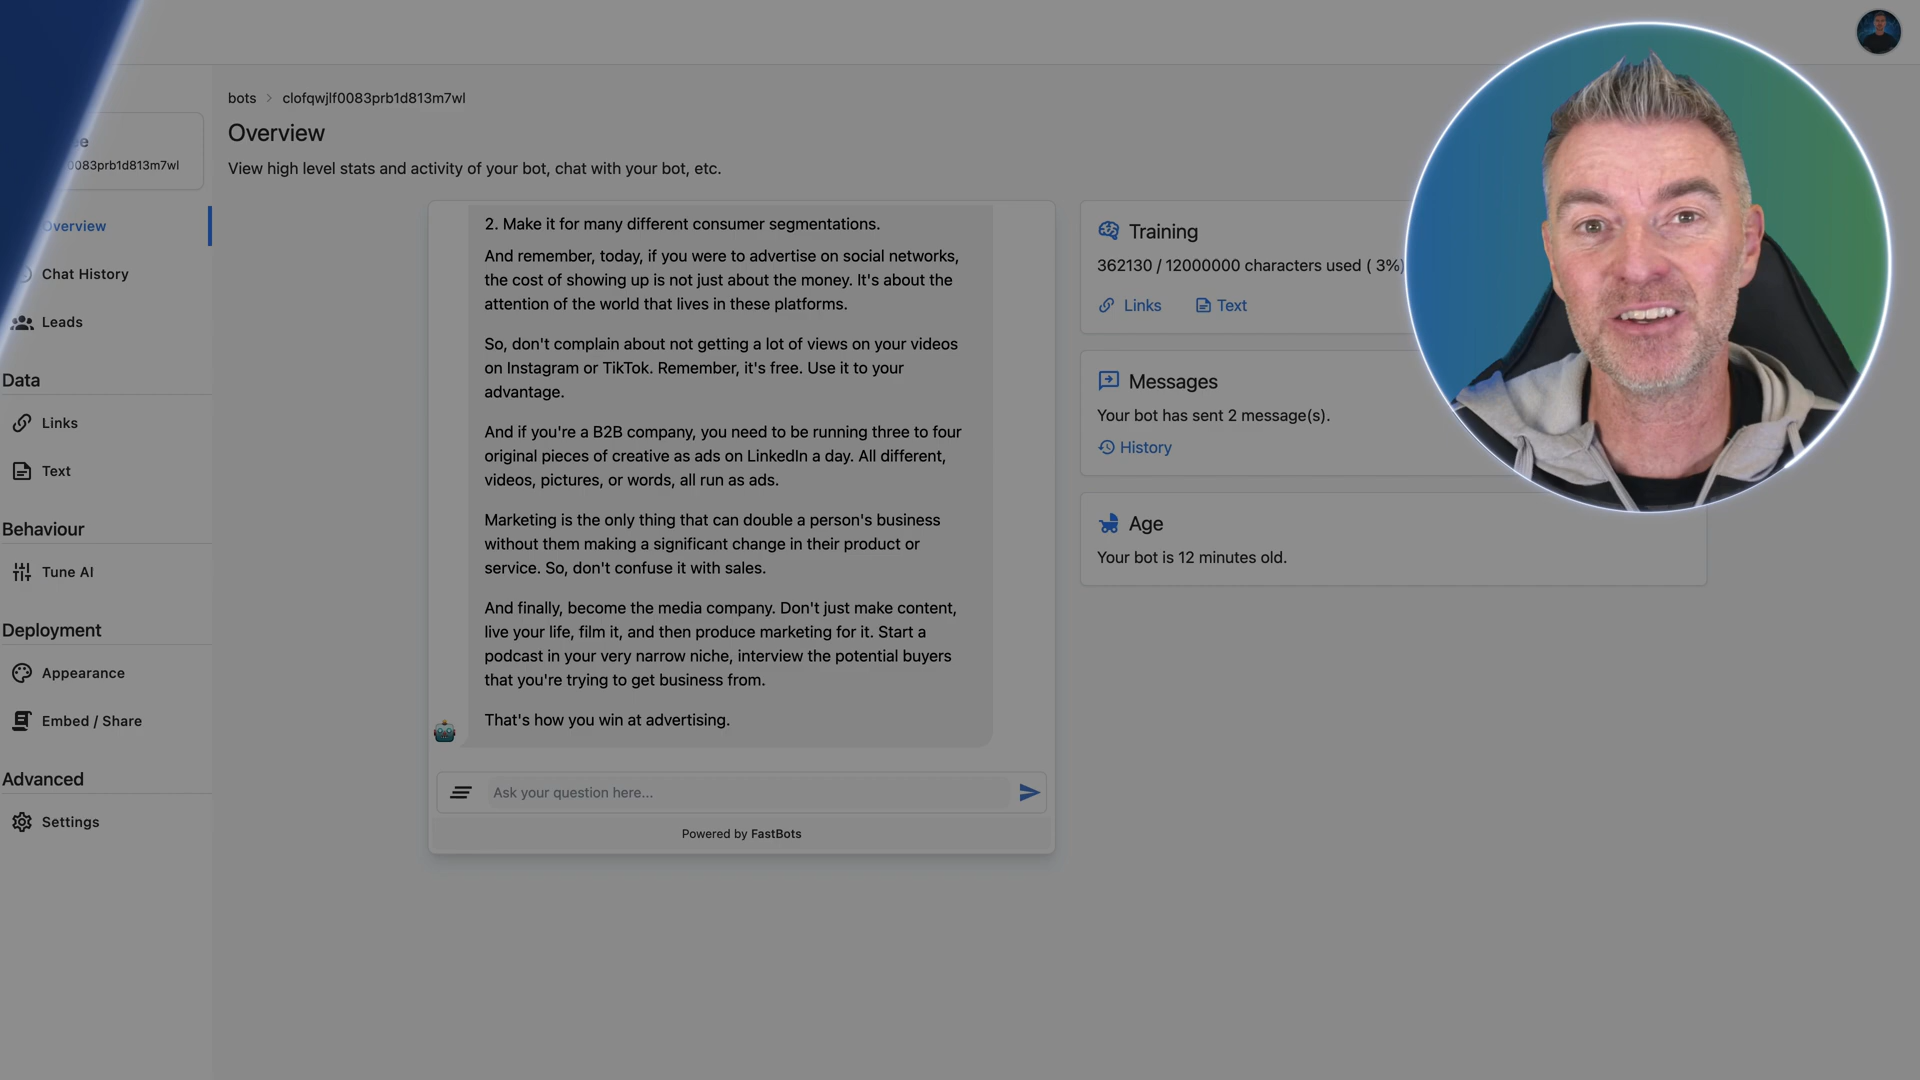 bots
clofqwjlf0083prb1d813m7wl
Overview
View high level stats and activity of your bot, chat with your bot, etc.
0083prb1d813m7wl
Overview
Chat History
Leads
Data
Links
Text
Behaviour
Tune AI
Deployment
Appearance
Embed / Share
Advanced
Settings
2. Make it for many different consumer segmentations.
And remember, today, if you were to advertise on social networks,
the cost of showing up is not just about the money. It's about the
attention of the world that lives in these platforms.
So, don't complain about not getting a lot of views on your videos
on Instagram or TikTok. Remember, it's free. Use it to your
advantage.
And if you're a B2B company, you need to be running three to four
original pieces of creative as ads on LinkedIn a day. All different,
videos, pictures, or words, all run as ads.
Marketing is the only thing that can double a person's business
without them making a significant change in their product or
service. So, don't confuse it with sales.
And finally, become the media company. Don't just make content,
live your life, film it, and then produce marketing for it. Start a
podcast in your very narrow niche, interview the potential buyers
that you're trying to get business from.
That's how you win at advertising.
Ask your question here...
Powered by FastBots
Training
362130 / 12000000 characters used ( 3%)
Links
Text
Messages
Your bot has sent 2 message(s).
History
Age
Your bot is 12 minutes old.